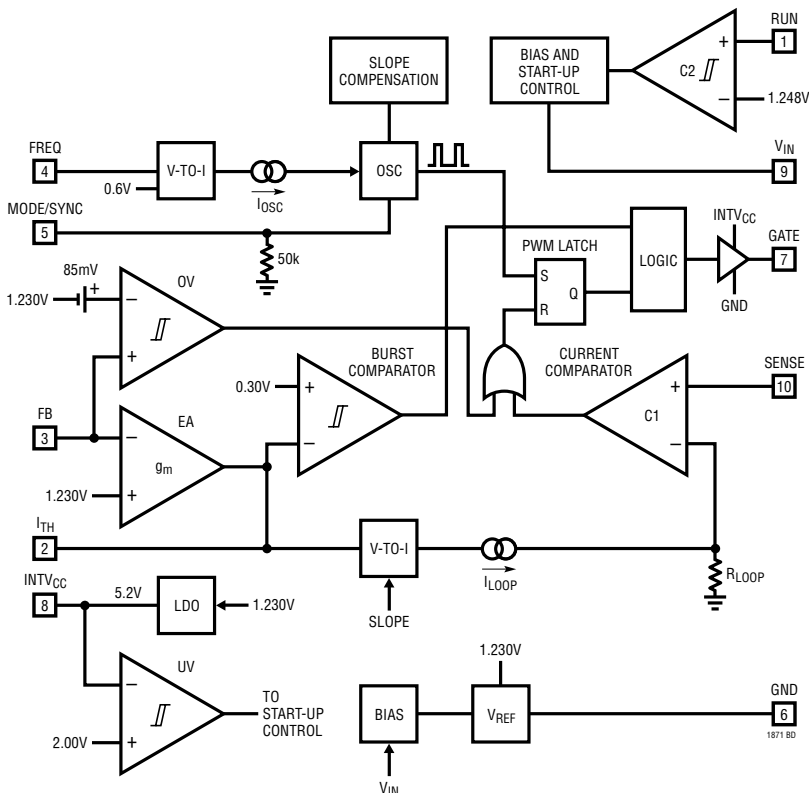 RUN
1
SLOPE
COMPENSATION
BIAS AND
START-UP
CONTROL
+
C2
–
1.248V
FREQ
4
V-TO-I
0.6V
IOSC
OSC
VIN
9
MODE/SYNC
5
50k
PWM LATCH
S
R
Q
LOGIC
INTVCC
GND
GATE
7
85mV
+
1.230V
–
OV
+
BURST
COMPARATOR
0.30V
+
–
CURRENT
COMPARATOR
C1
+
–
SENSE
10
FB
3
EA
–
gm
1.230V
+
ITH
2
V-TO-I
SLOPE
ILOOP
RLOOP
INTVCC
8
5.2V
LDO
1.230V
UV
–
2.00V
+
TO
START-UP
CONTROL
BIAS
VIN
1.230V
VREF
GND
6
1871 BD